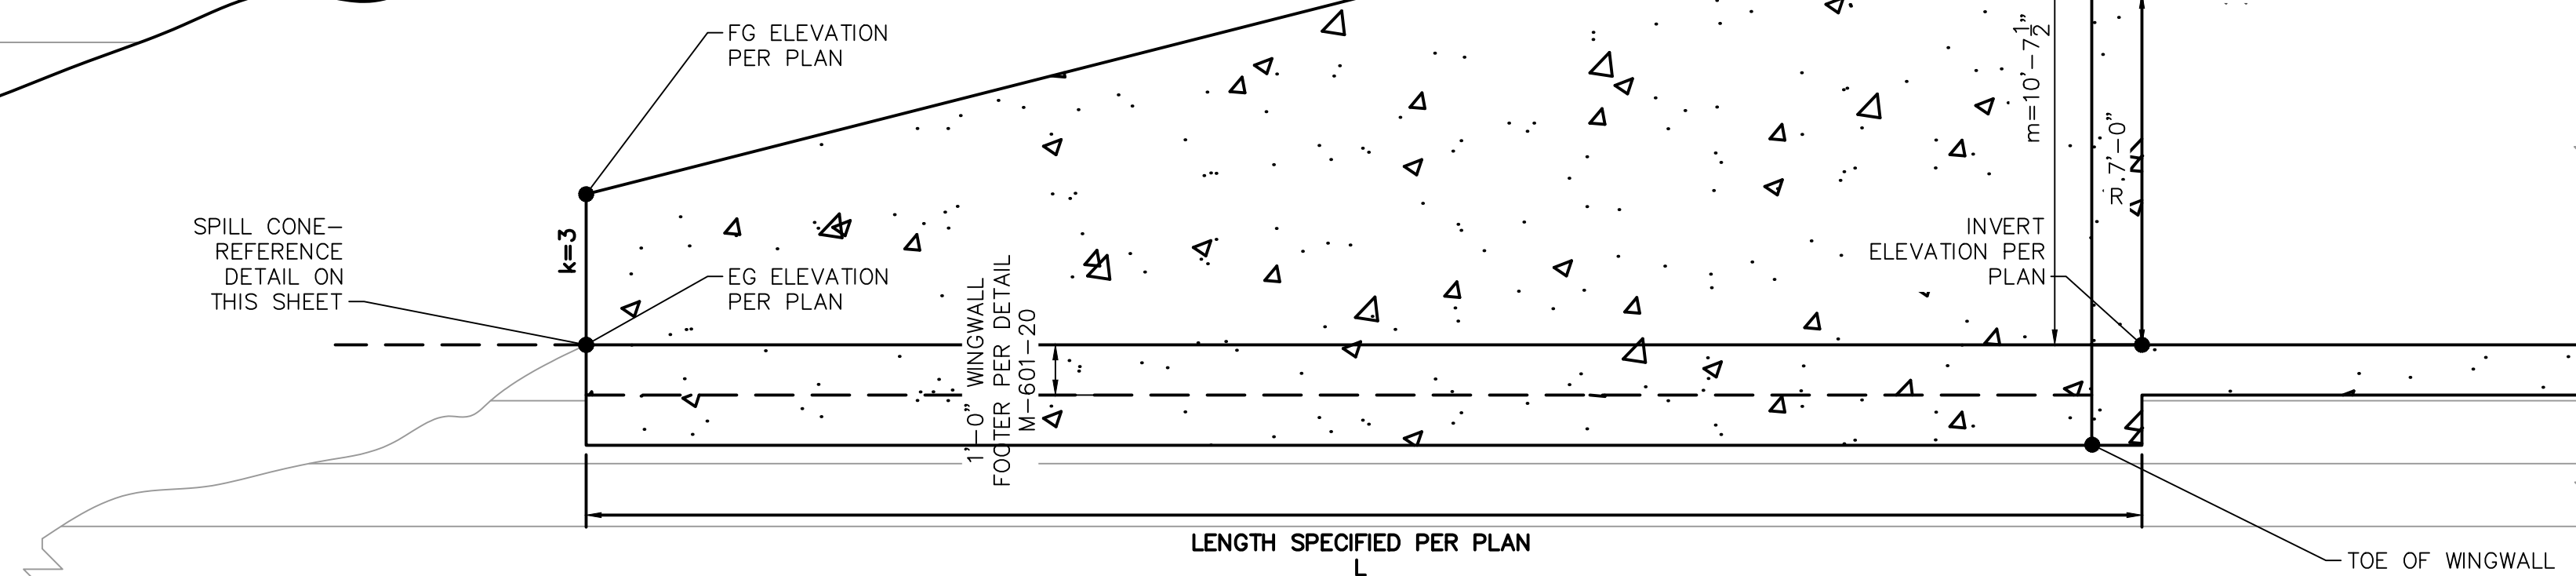 FG ELEVATION
PER PLAN
SPILL CONE-
REFERENCE
DETAIL ON
THIS SHEET
k=3
EG ELEVATION
PER PLAN
1'-0" WINGWALL
FOOTER PER DETAIL
M-601-20
m=10'-7 1/2"
R 7'-0"
INVERT
ELEVATION PER
PLAN
LENGTH SPECIFIED PER PLAN
L
TOE OF WINGWALL